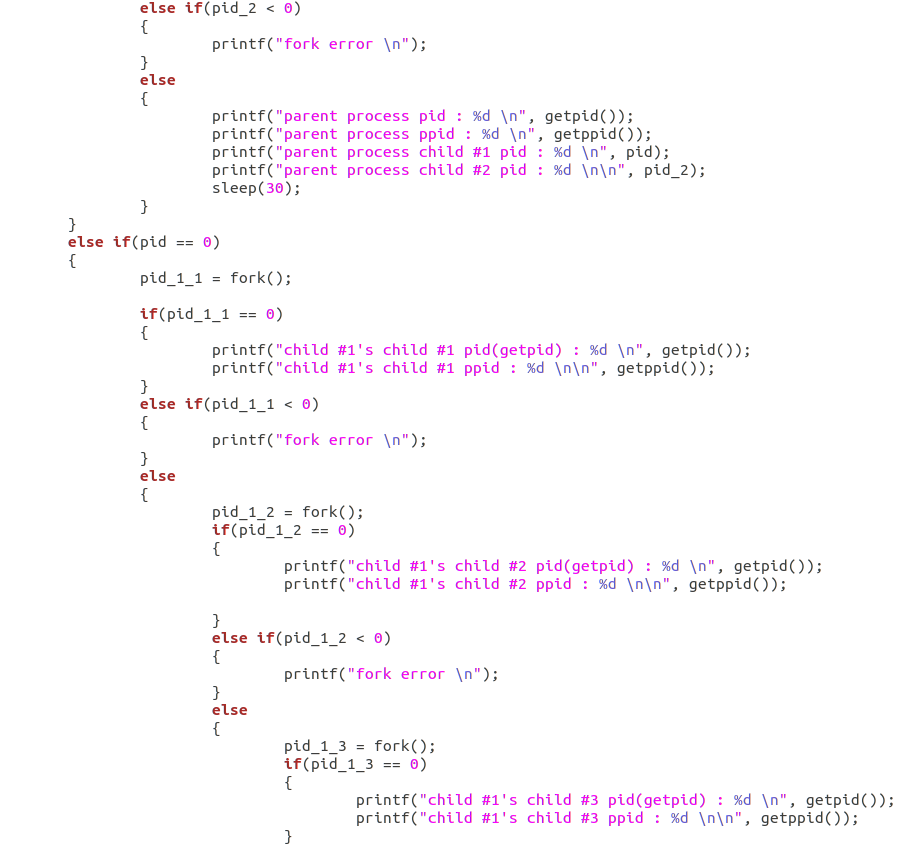 else if(pid_2 < 0)
{
printf("fork error \n");
}
else
{
printf("parent process pid : %d \n", getpid());
printf("parent process ppid : %d \n", getppid());
printf("parent process child #1 pid : %d \n", pid);
printf("parent process child #2 pid : %d \n\n", pid_2);
sleep(30);
}
}
else if(pid == 0)
{
pid_1_1 = fork();
if(pid_1_1 == 0)
{
printf("child #1's child #1 pid(getpid) : %d \n", getpid());
printf("child #1's child #1 ppid : %d \n\n", getppid());
}
else if(pid_1_1 < 0)
{
printf("fork error \n");
}
else
{
pid_1_2 = fork();
if(pid_1_2 == 0)
{
printf("child #1's child #2 pid(getpid) : %d \n", getpid());
printf("child #1's child #2 ppid : %d \n\n", getppid());
}
else if(pid_1_2 < 0)
{
printf("fork error \n");
}
else
{
pid_1_3 = fork();
if(pid_1_3 == 0)
{
printf("child #1's child #3 pid(getpid) : %d \n", getpid());
printf("child #1's child #3 ppid : %d \n\n", getppid());
}